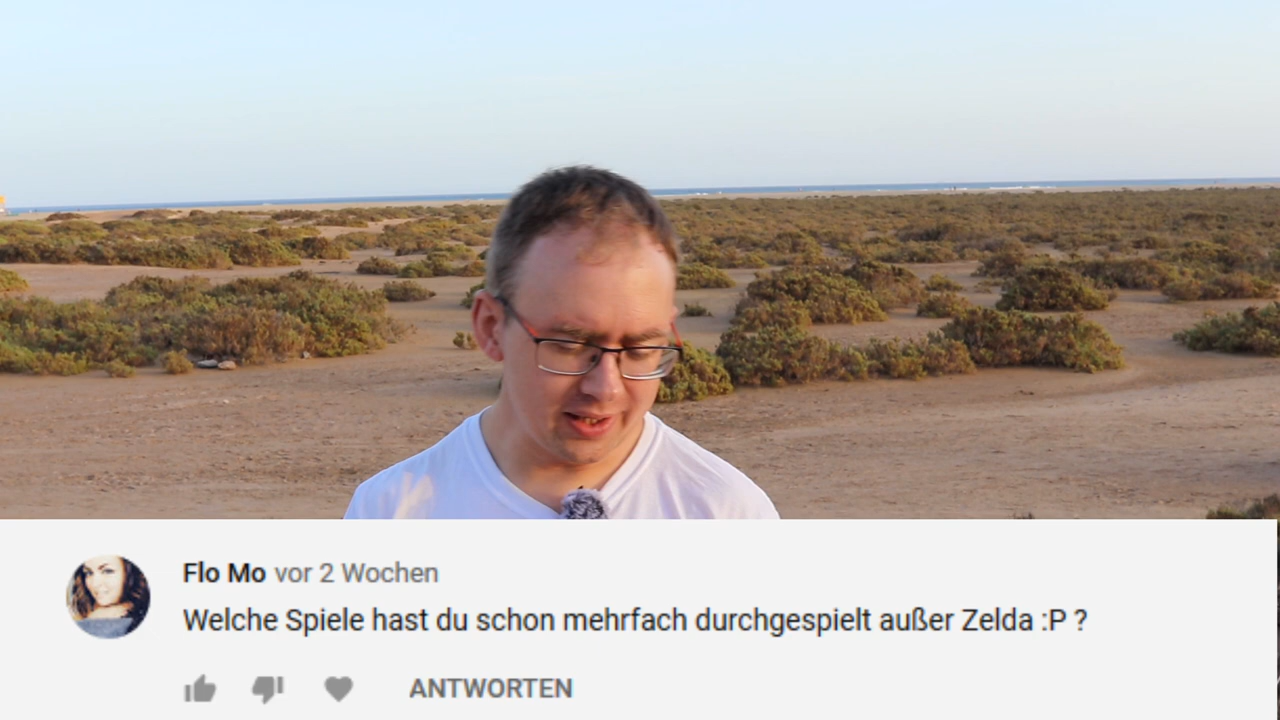 Flo Mo vor 2 Wochen
Welche Spiele hast du schon mehrfach durchgespielt außer Zelda :P ?
ANTWORTEN